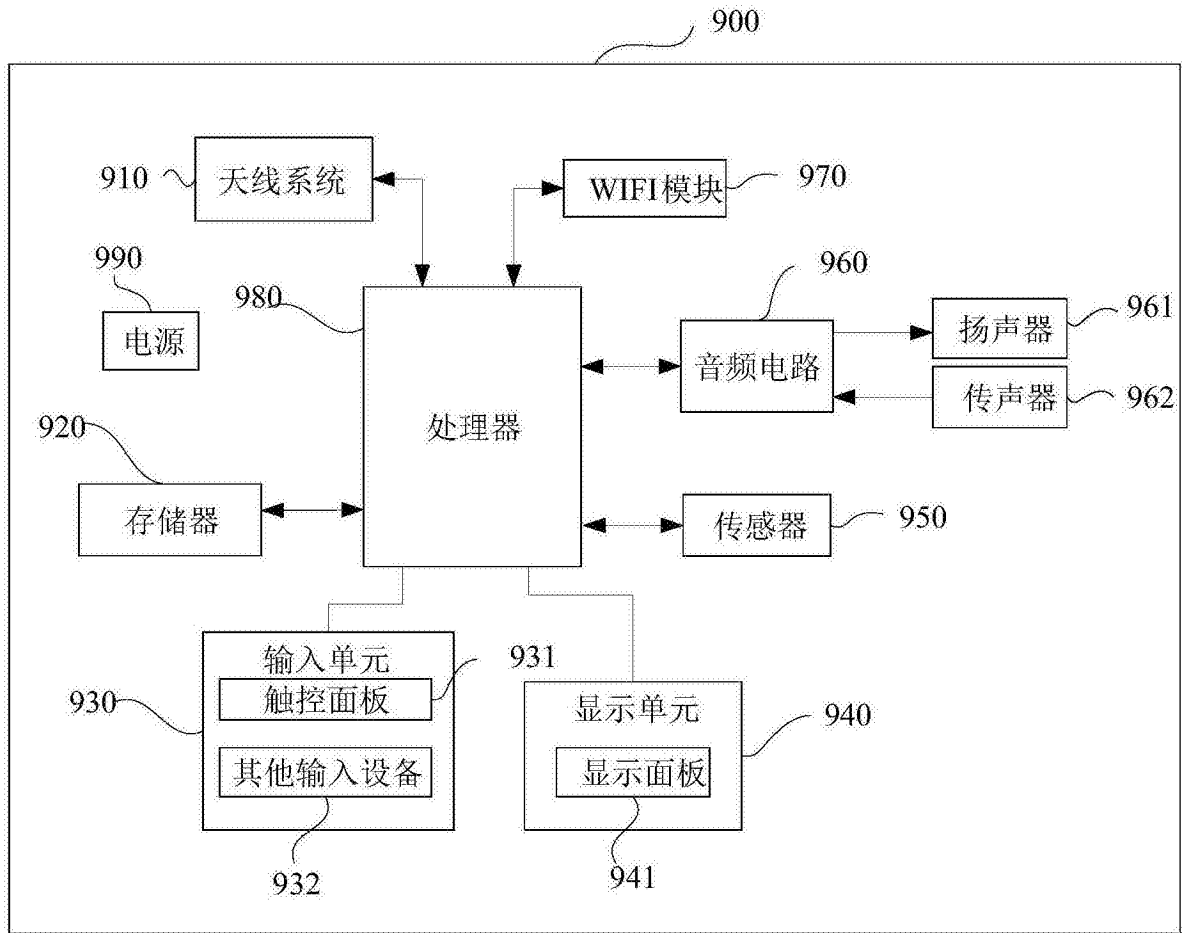 900
910
天线系统
WIFI模块
970
990
电源
980
处理器
960
音频电路
扬声器
961
传声器
962
920
存储器
传感器
950
930
输入单元
触控面板
931
其他输入设备
932
显示单元
940
显示面板
941